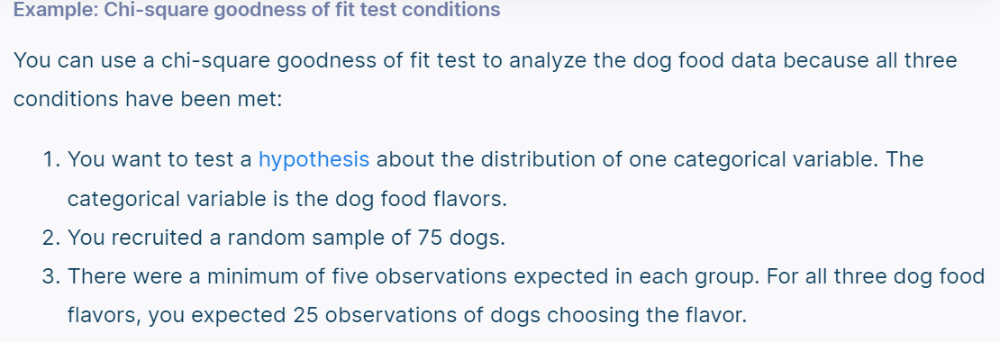 Example: Chi-square goodness of fit test conditions
You can use a chi-square goodness of fit test to analyze the dog food data because all three
conditions have been met:
1. You want to test a hypothesis about the distribution of one categorical variable. The
categorical variable is the dog food flavors.
2. You recruited a random sample of 75 dogs.
3. There were a minimum of five observations expected in each group. For all three dog food
flavors, you expected 25 observations of dogs choosing the flavor.